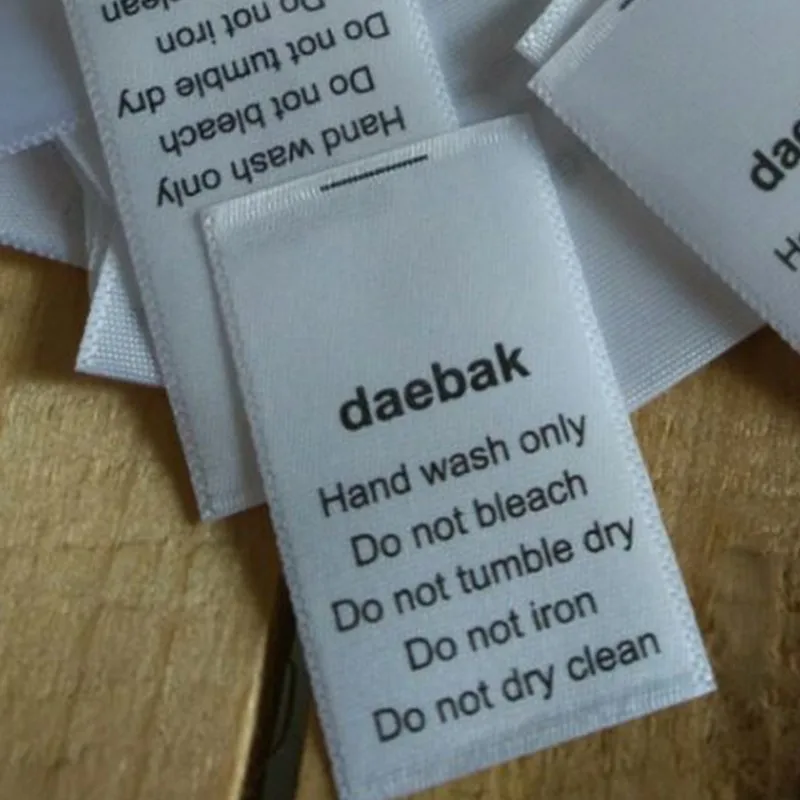 daebak
Hand wash only
Do not bleach
Do not tumble dry
Do not iron
Do not dry clean
Hand wash only
Do not bleach
Do not tumble dry
Do not iron
clean